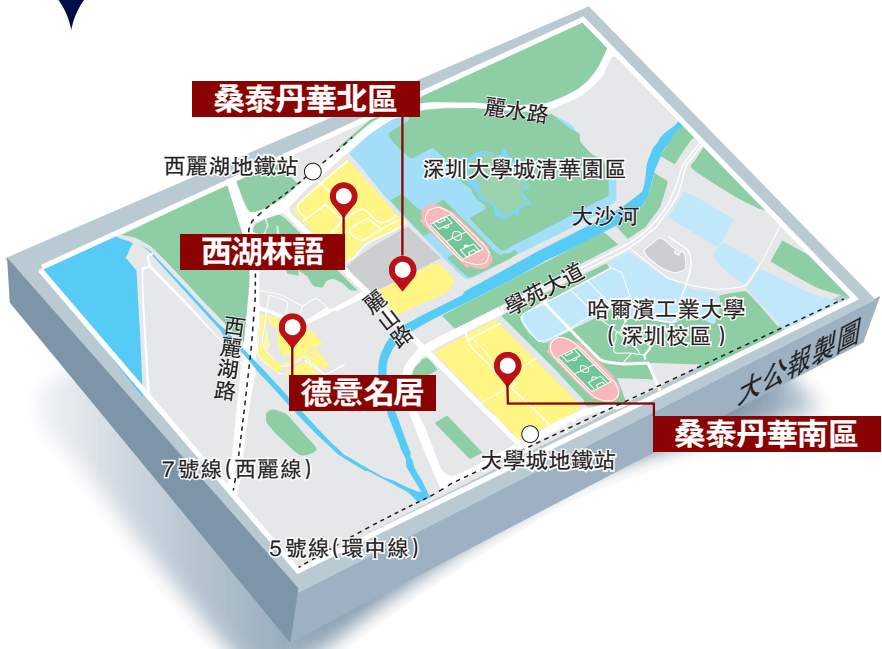 桑泰丹華北區
麗水路
西麗湖地鐵站
深圳大學城清華園區
大沙河
西湖林語
學苑大道
麗山路
哈爾濱工業大學
(深圳校區)
西麗湖路
德意名居
大公報製圖
桑泰丹華南區
大學城地鐵站
7號線(西麗線)
5號線(環中線)